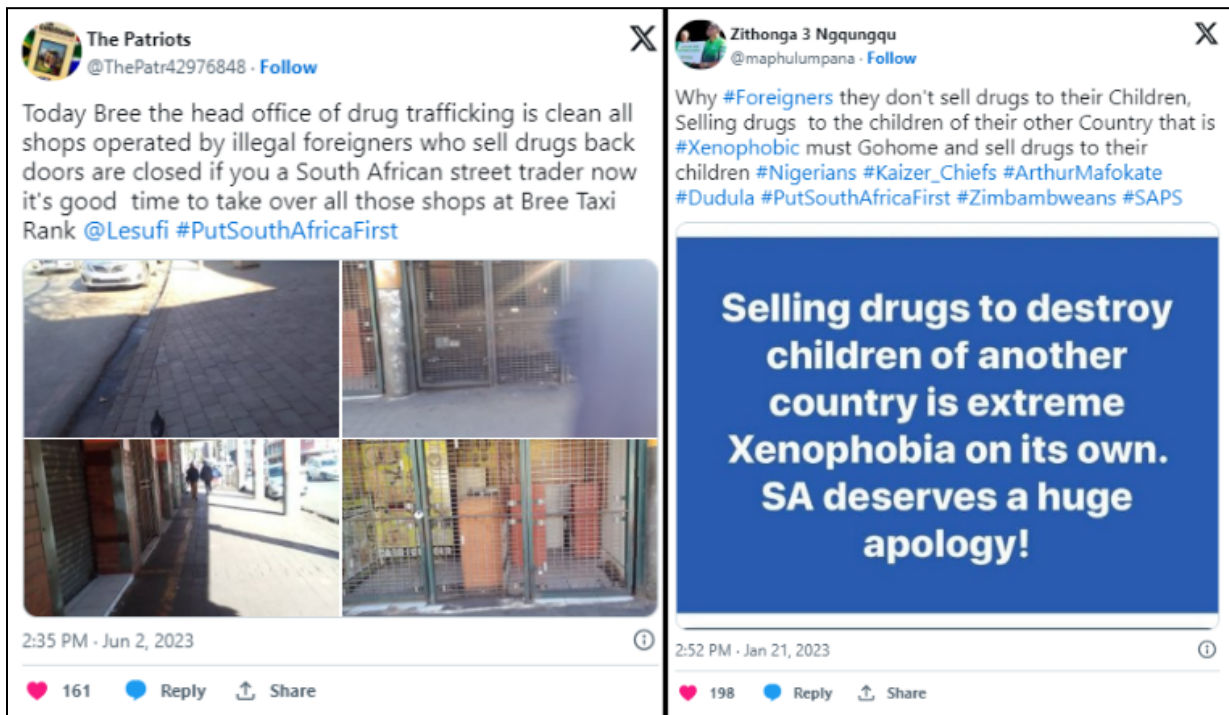 The Patriots
@ThePatr42976848 · Follow
Today Bree the head office of drug trafficking is clean all
shops operated by illegal foreigners who sell drugs back
doors are closed if you a South African street trader now
it's good time to take over all those shops at Bree Taxi
Rank @Lesufi #PutSouthAfricaFirst
2:35 PM · Jun 2, 2023
161 Reply Share
Zithonga 3 Ngqungqu
@maphulumpana · Follow
Why #Foreigners they don't sell drugs to their Children,
Selling drugs to the children of their other Country that is
#Xenophobic must Gohome and sell drugs to their
children #Nigerians #Kaizer_Chiefs #ArthurMafokate
#Dudula #PutSouthAfricaFirst #Zimbambweans #SAPS
Selling drugs to destroy
children of another
country is extreme
Xenophobia on its own.
SA deserves a huge
apology!
2:52 PM · Jan 21, 2023
198 Reply Share